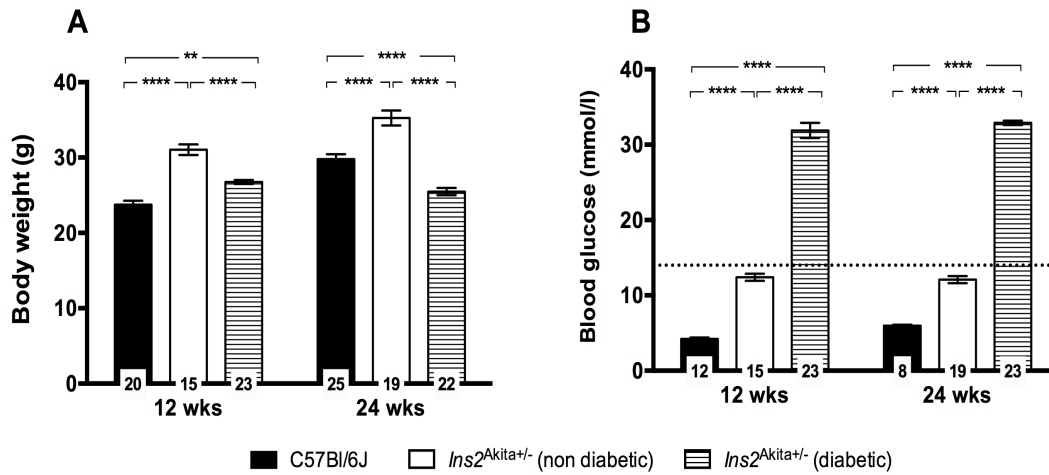 A
** ****
**** **** **** ****
Body weight (g)
40
30
20
10
0
20 15 23 25 19 22
12 wks 24 wks
B
**** ****
**** **** **** ****
Blood glucose (mmol/l)
40
30
20
10
0
12 15 23 8 19 23
12 wks 24 wks
C57Bl/6J Ins2Akita+/- (non diabetic) Ins2Akita+/- (diabetic)